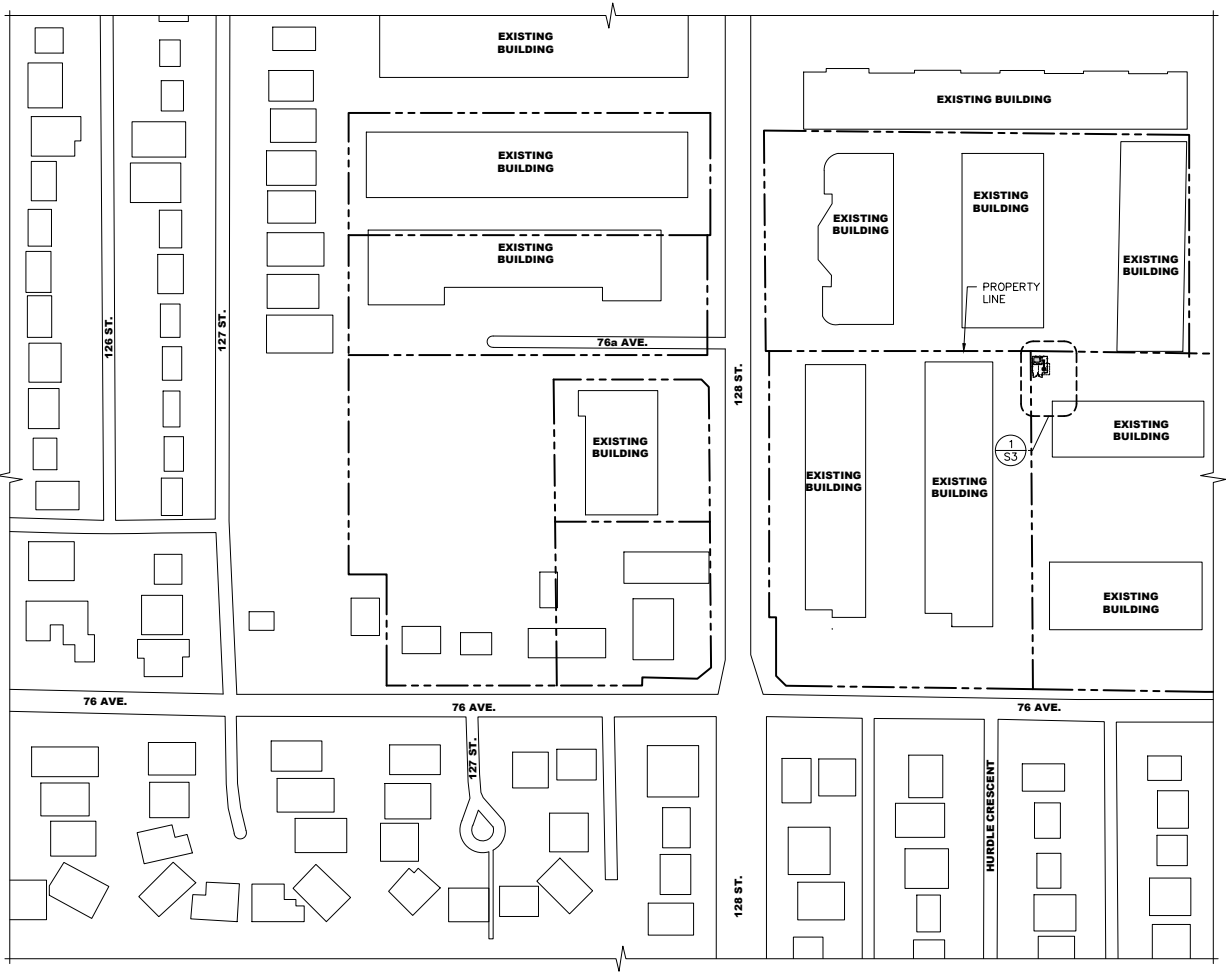 EXISTING
BUILDING
EXISTING BUILDING
EXISTING
BUILDING
EXISTING
BUILDING
EXISTING
BUILDING
EXISTING
BUILDING
EXISTING
BUILDING
PROPERTY
LINE
126 ST.
127 ST.
76a AVE.
128 ST.
EXISTING
BUILDING
EXISTING
BUILDING
1
S3
EXISTING
BUILDING
EXISTING
BUILDING
EXISTING
BUILDING
76 AVE.
76 AVE.
76 AVE.
127 ST.
HURDLE CRESCENT
128 ST.